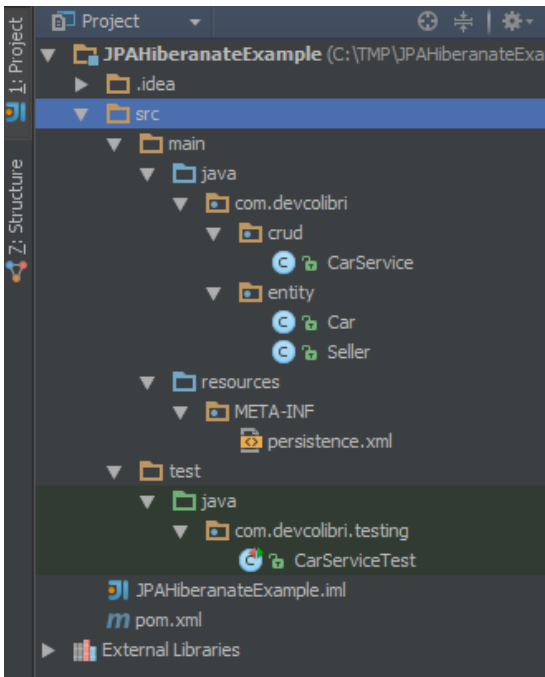 Project
1: Project
7: Structure
JPAHiberanateExample (C:\TMP\JPAHiberanateExa
.idea
src
main
java
com.devcolibri
crud
CarService
entity
Car
Seller
resources
META-INF
persistence.xml
test
java
com.devcolibri.testing
CarServiceTest
JPAHiberanateExample.iml
pom.xml
External Libraries